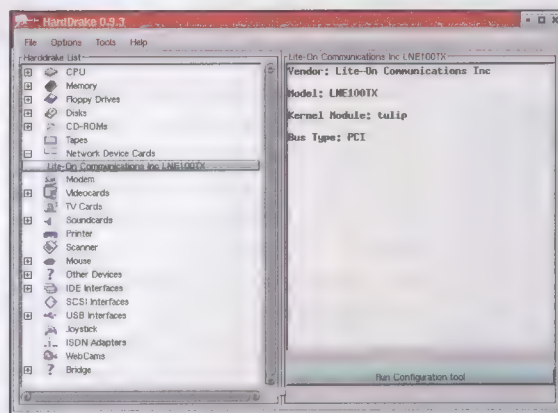 HardDrake 0.9.3
File Options Tools Help
Harddrake List
CPU
Memory
Floppy Drives
Disks
CD-ROMs
Tapes
Network Device Cards
Lite-On Communications Inc LNE100TX
Modem
Videocards
TV Cards
Soundcards
Printer
Scanner
Mouse
Other Devices
IDE Interfaces
SCSI Interfaces
USB Interfaces
Joystick
ISDN Adapters
WebCams
Bridge
Lite-On Communications Inc LNE100TX
Vendor: Lite-On Communications Inc
Model: LNE100TX
Kernel Module: tulip
Bus Type: PCI
Run Configuration tool